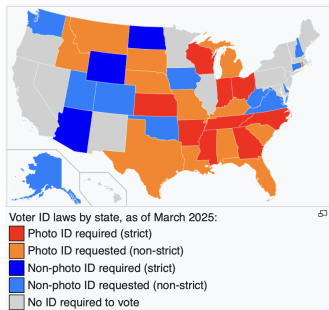 Voter ID laws by state, as of March 2025:
Photo ID required (strict)
Photo ID requested (non-strict)
Non-photo ID required (strict)
Non-photo ID requested (non-strict)
No ID required to vote